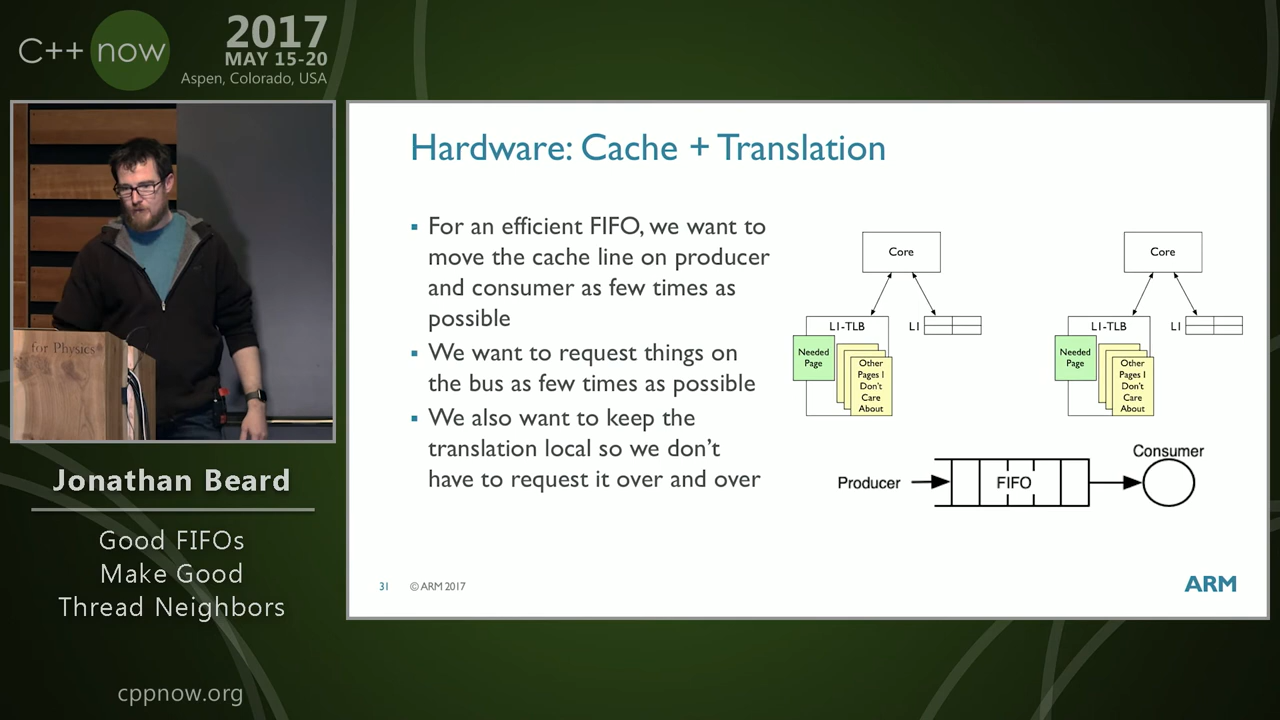 C++ now
2017
MAY 15-20
Aspen, Colorado, USA
for Physics
Jonathan Beard
Good FIFOs
Make Good
Thread Neighbors
cppnow.org
Hardware: Cache + Translation
For an efficient FIFO, we want to
move the cache line on producer
and consumer as few times as
possible
We want to request things on
the bus as few times as possible
We also want to keep the
translation local so we don't
have to request it over and over
Core
L1-TLB
L1
Needed
Page
Other
Pages I
Don't
Care
About
Core
L1-TLB
L1
Needed
Page
Other
Pages I
Don't
Care
About
Producer
FIFO
Consumer
31
© ARM 2017
ARM